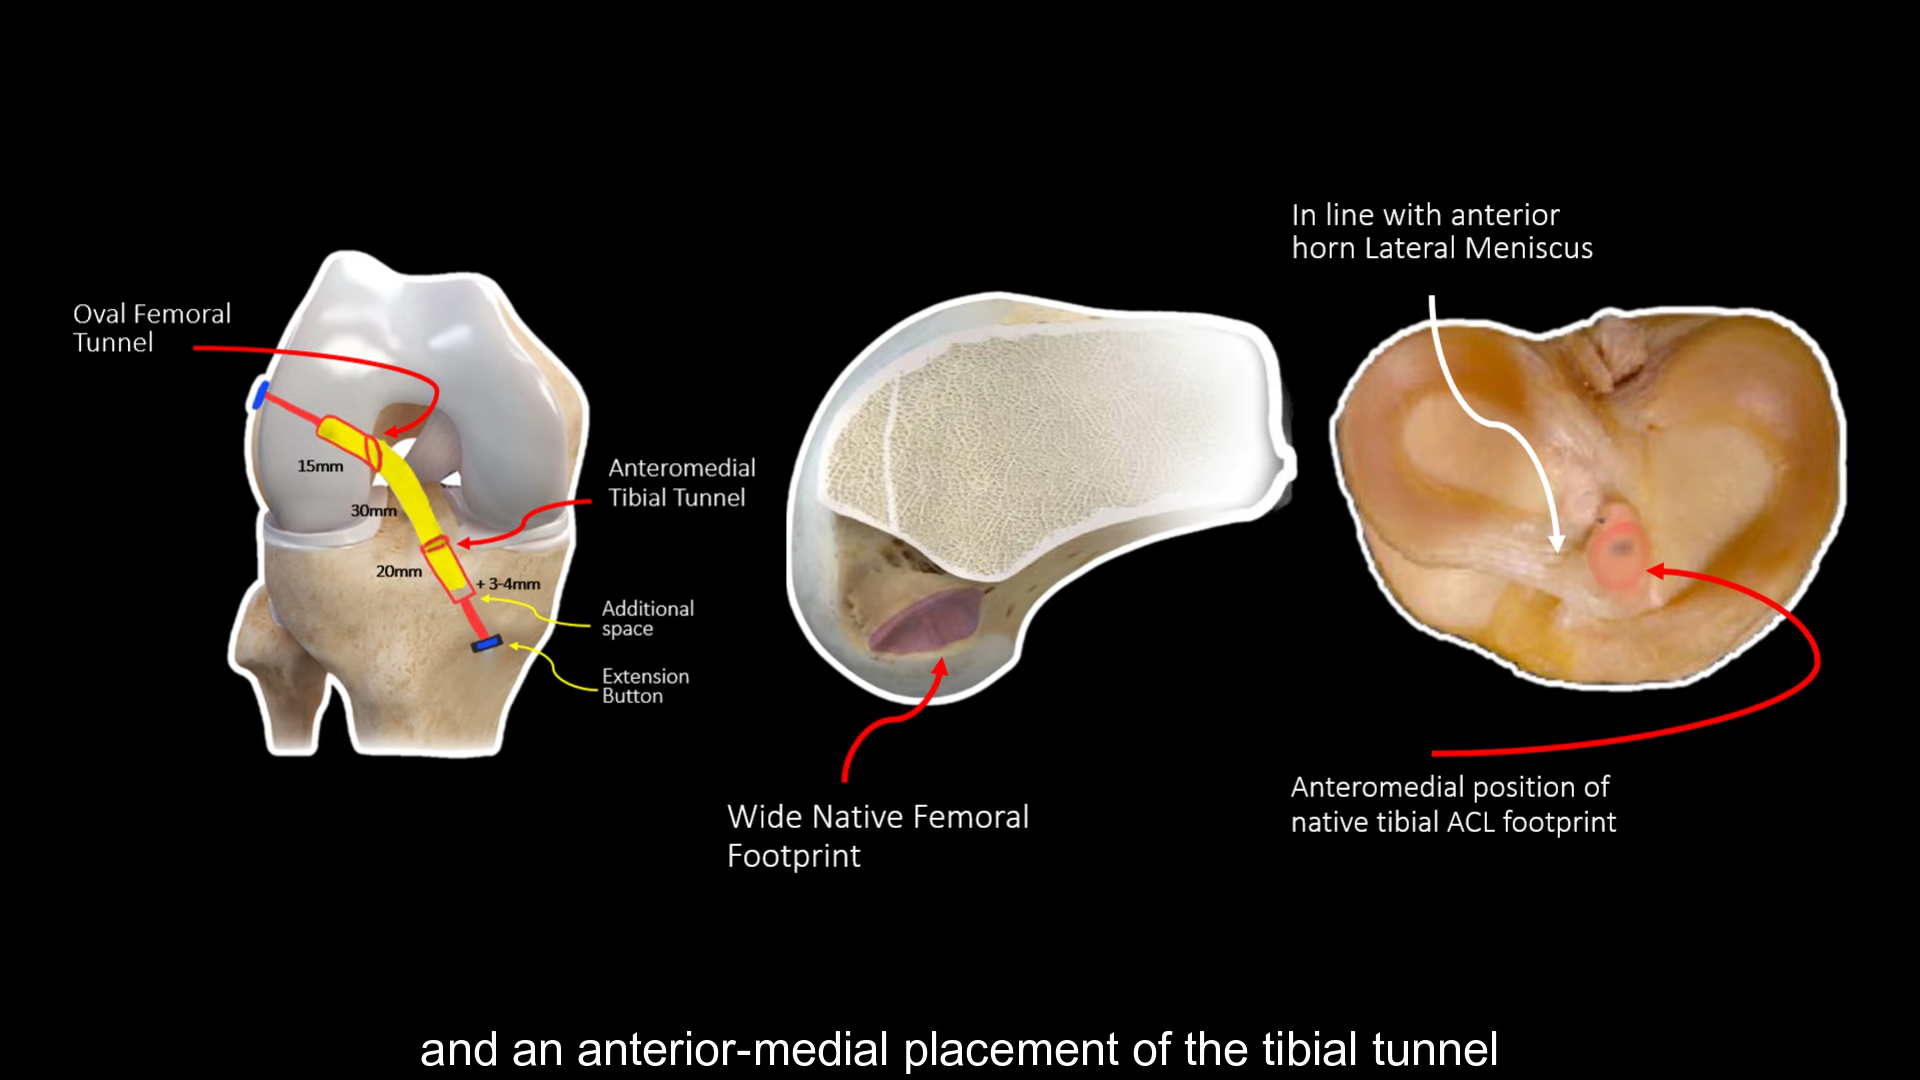 Oval Femoral
Tunnel
15mm
30mm
20mm
+ 3-4mm
Anteromedial
Tibial Tunnel
Additional
space
Extension
Button
Wide Native Femoral
Footprint
In line with anterior
horn Lateral Meniscus
Anteromedial position of
native tibial ACL footprint
and an anterior-medial placement of the tibial tunnel